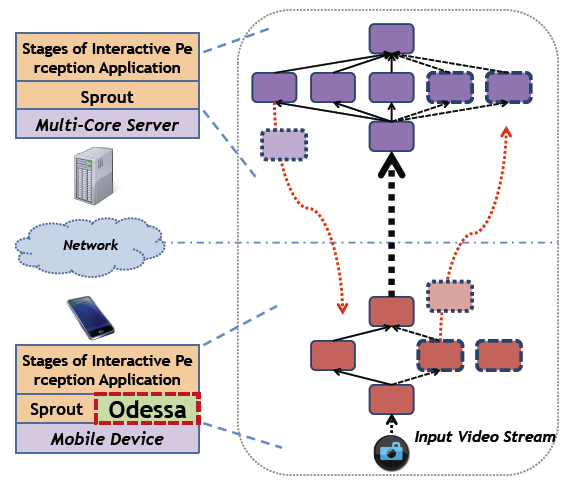 Stages of Interactive Pe
rception Application
Sprout
Multi-Core Server
Network
Stages of Interactive Pe
rception Application
Sprout Odessa
Mobile Device
Input Video Stream